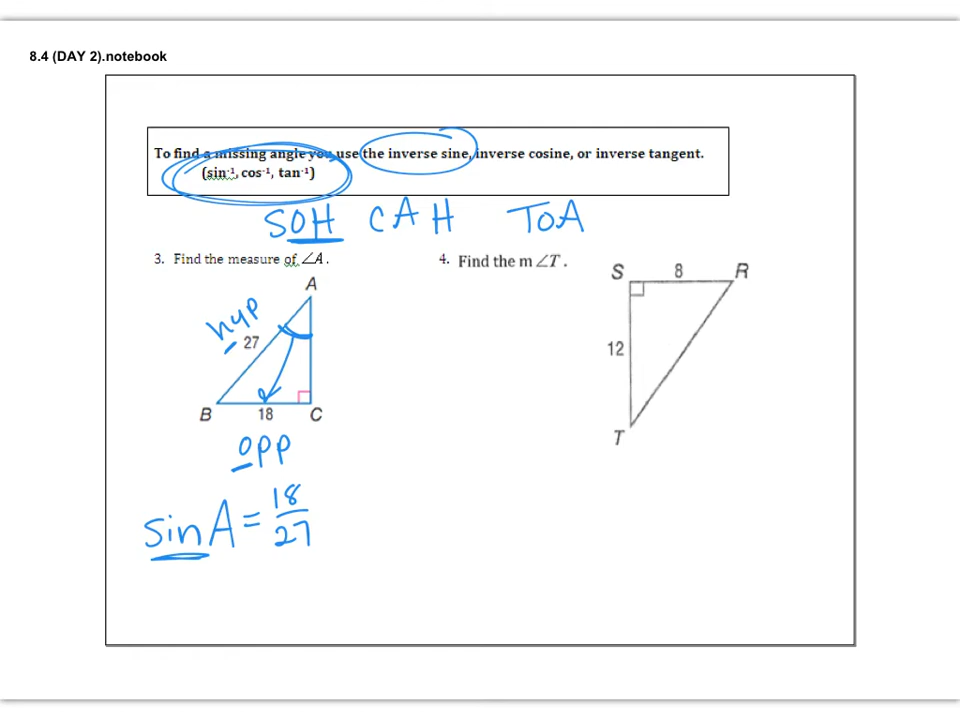 8.4 (DAY 2).notebook
To find a missing angle you use the inverse sine, inverse cosine, or inverse tangent.
(sin⁻¹, cos⁻¹, tan⁻¹)
SOH CAH TOA
3. Find the measure of ∠A.
4. Find the m∠T.
A
hyp
27
B
18
C
opp
sin A = 18/27
S
8
R
12
T